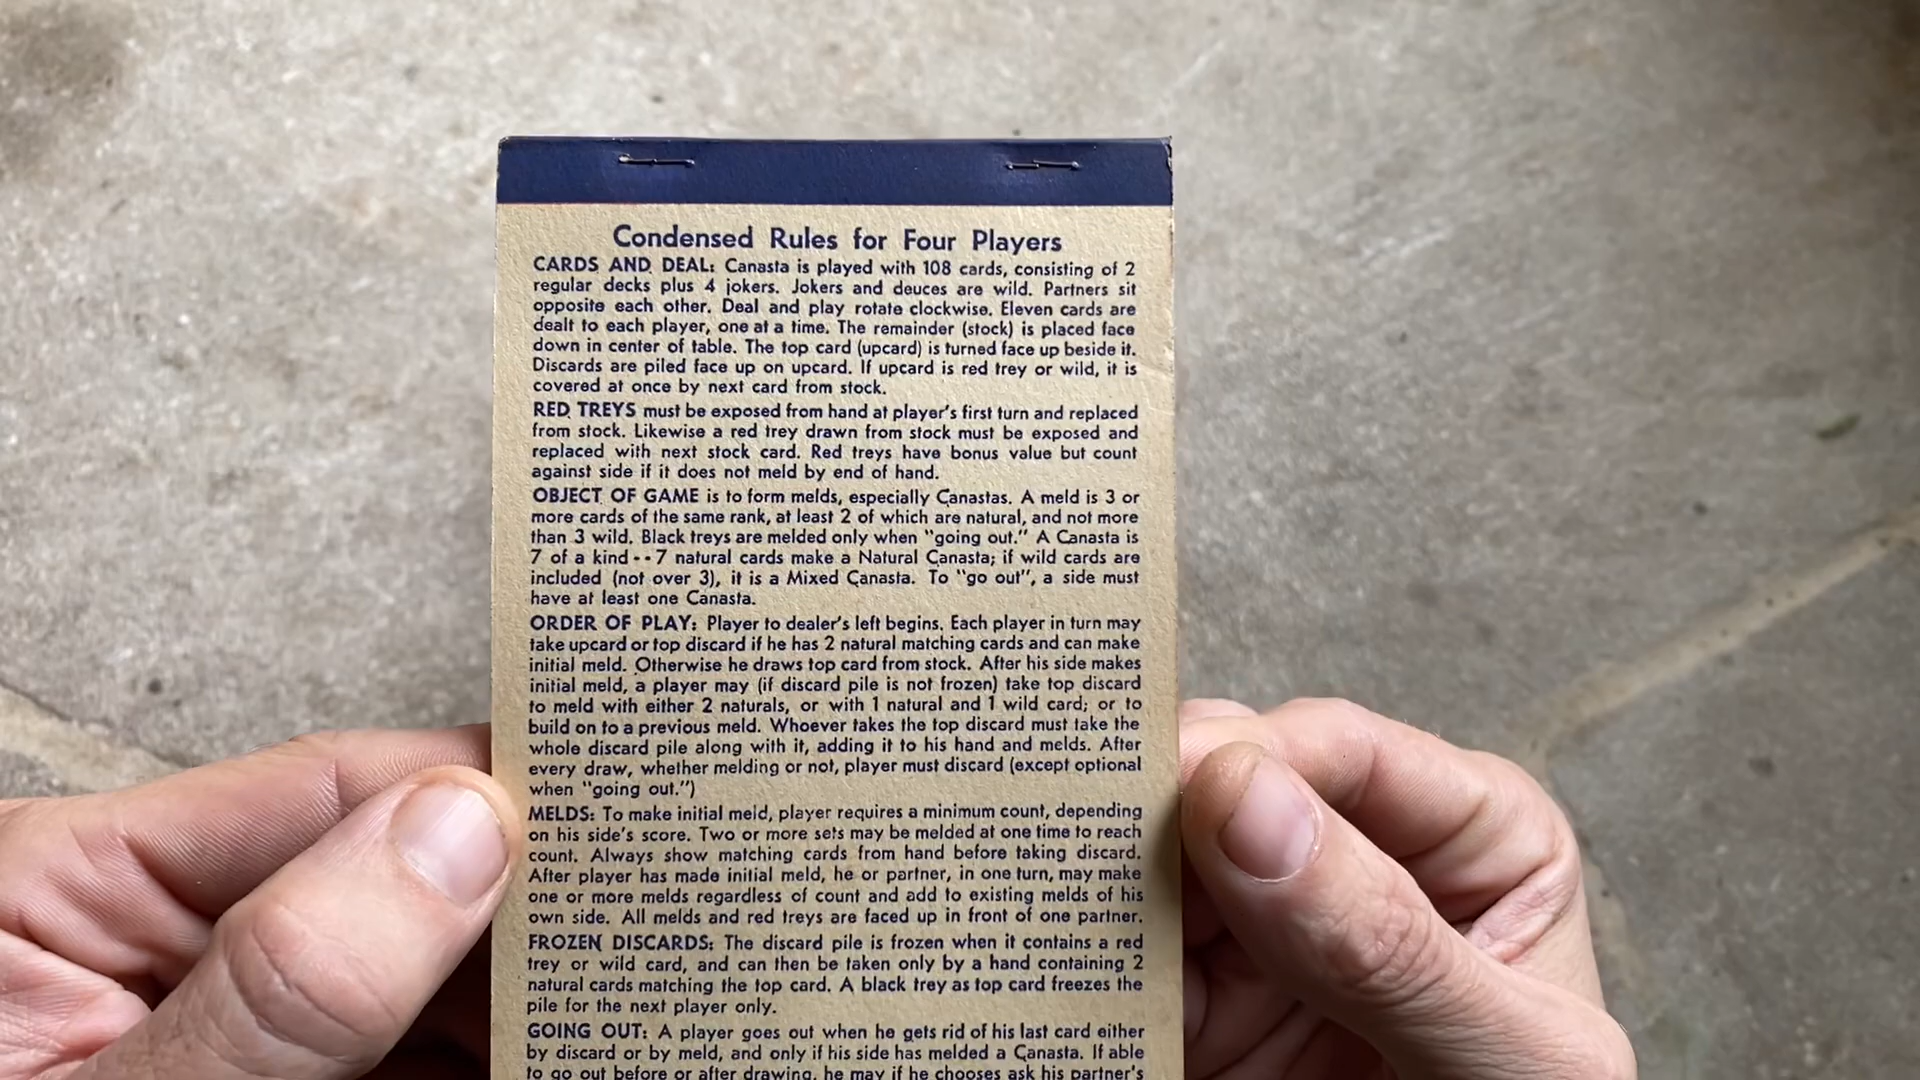 Condensed Rules for Four Players
CARDS AND DEAL: Canasta is played with 108 cards, consisting of 2
regular decks plus 4 jokers. Jokers and deuces are wild. Partners sit
opposite each other. Deal and play rotate clockwise. Eleven cards are
dealt to each player, one at a time. The remainder (stock) is placed face
down in center of table. The top card (upcard) is turned face up beside it.
Discards are piled face up on upcard. If upcard is red trey or wild, it is
covered at once by next card from stock.
RED TREYS must be exposed from hand at player's first turn and replaced
from stock. Likewise a red trey drawn from stock must be exposed and
replaced with next stock card. Red treys have bonus value but count
against side if it does not meld by end of hand.
OBJECT OF GAME is to form melds, especially Canastas. A meld is 3 or
more cards of the same rank, at least 2 of which are natural, and not more
than 3 wild. Black treys are melded only when "going out." A Canasta is
7 of a kind--7 natural cards make a Natural Canasta; if wild cards are
included (not over 3), it is a Mixed Canasta. To "go out", a side must
have at least one Canasta.
ORDER OF PLAY: Player to dealer's left begins. Each player in turn may
take upcard or top discard if he has 2 natural matching cards and can make
initial meld. Otherwise he draws top card from stock. After his side makes
initial meld, a player may (if discard pile is not frozen) take top discard
to meld with either 2 naturals, or with 1 natural and 1 wild card; or to
build on to a previous meld. Whoever takes the top discard must take the
whole discard pile along with it, adding it to his hand and melds. After
every draw, whether melding or not, player must discard (except optional
when "going out.")
MELDS: To make initial meld, player requires a minimum count, depending
on his side's score. Two or more sets may be melded at one time to reach
count. Always show matching cards from hand before taking discard.
After player has made initial meld, he or partner, in one turn, may make
one or more melds regardless of count and add to existing melds of his
own side. All melds and red treys are faced up in front of one partner.
FROZEN DISCARDS: The discard pile is frozen when it contains a red
trey or wild card, and can then be taken only by a hand containing 2
natural cards matching the top card. A black trey as top card freezes the
pile for the next player only.
GOING OUT: A player goes out when he gets rid of his last card either
by discard or by meld, and only if his side has melded a Canasta. If able
to go out before or after drawing, he may if he chooses ask his partner's